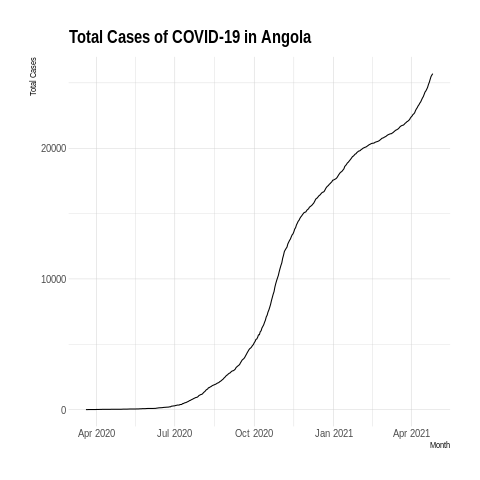 Total Cases of COVID-19 in Angola
Total Cases
20000
10000
0
Apr 2020 Jul 2020 Oct 2020 Jan 2021 Apr 2021
Month